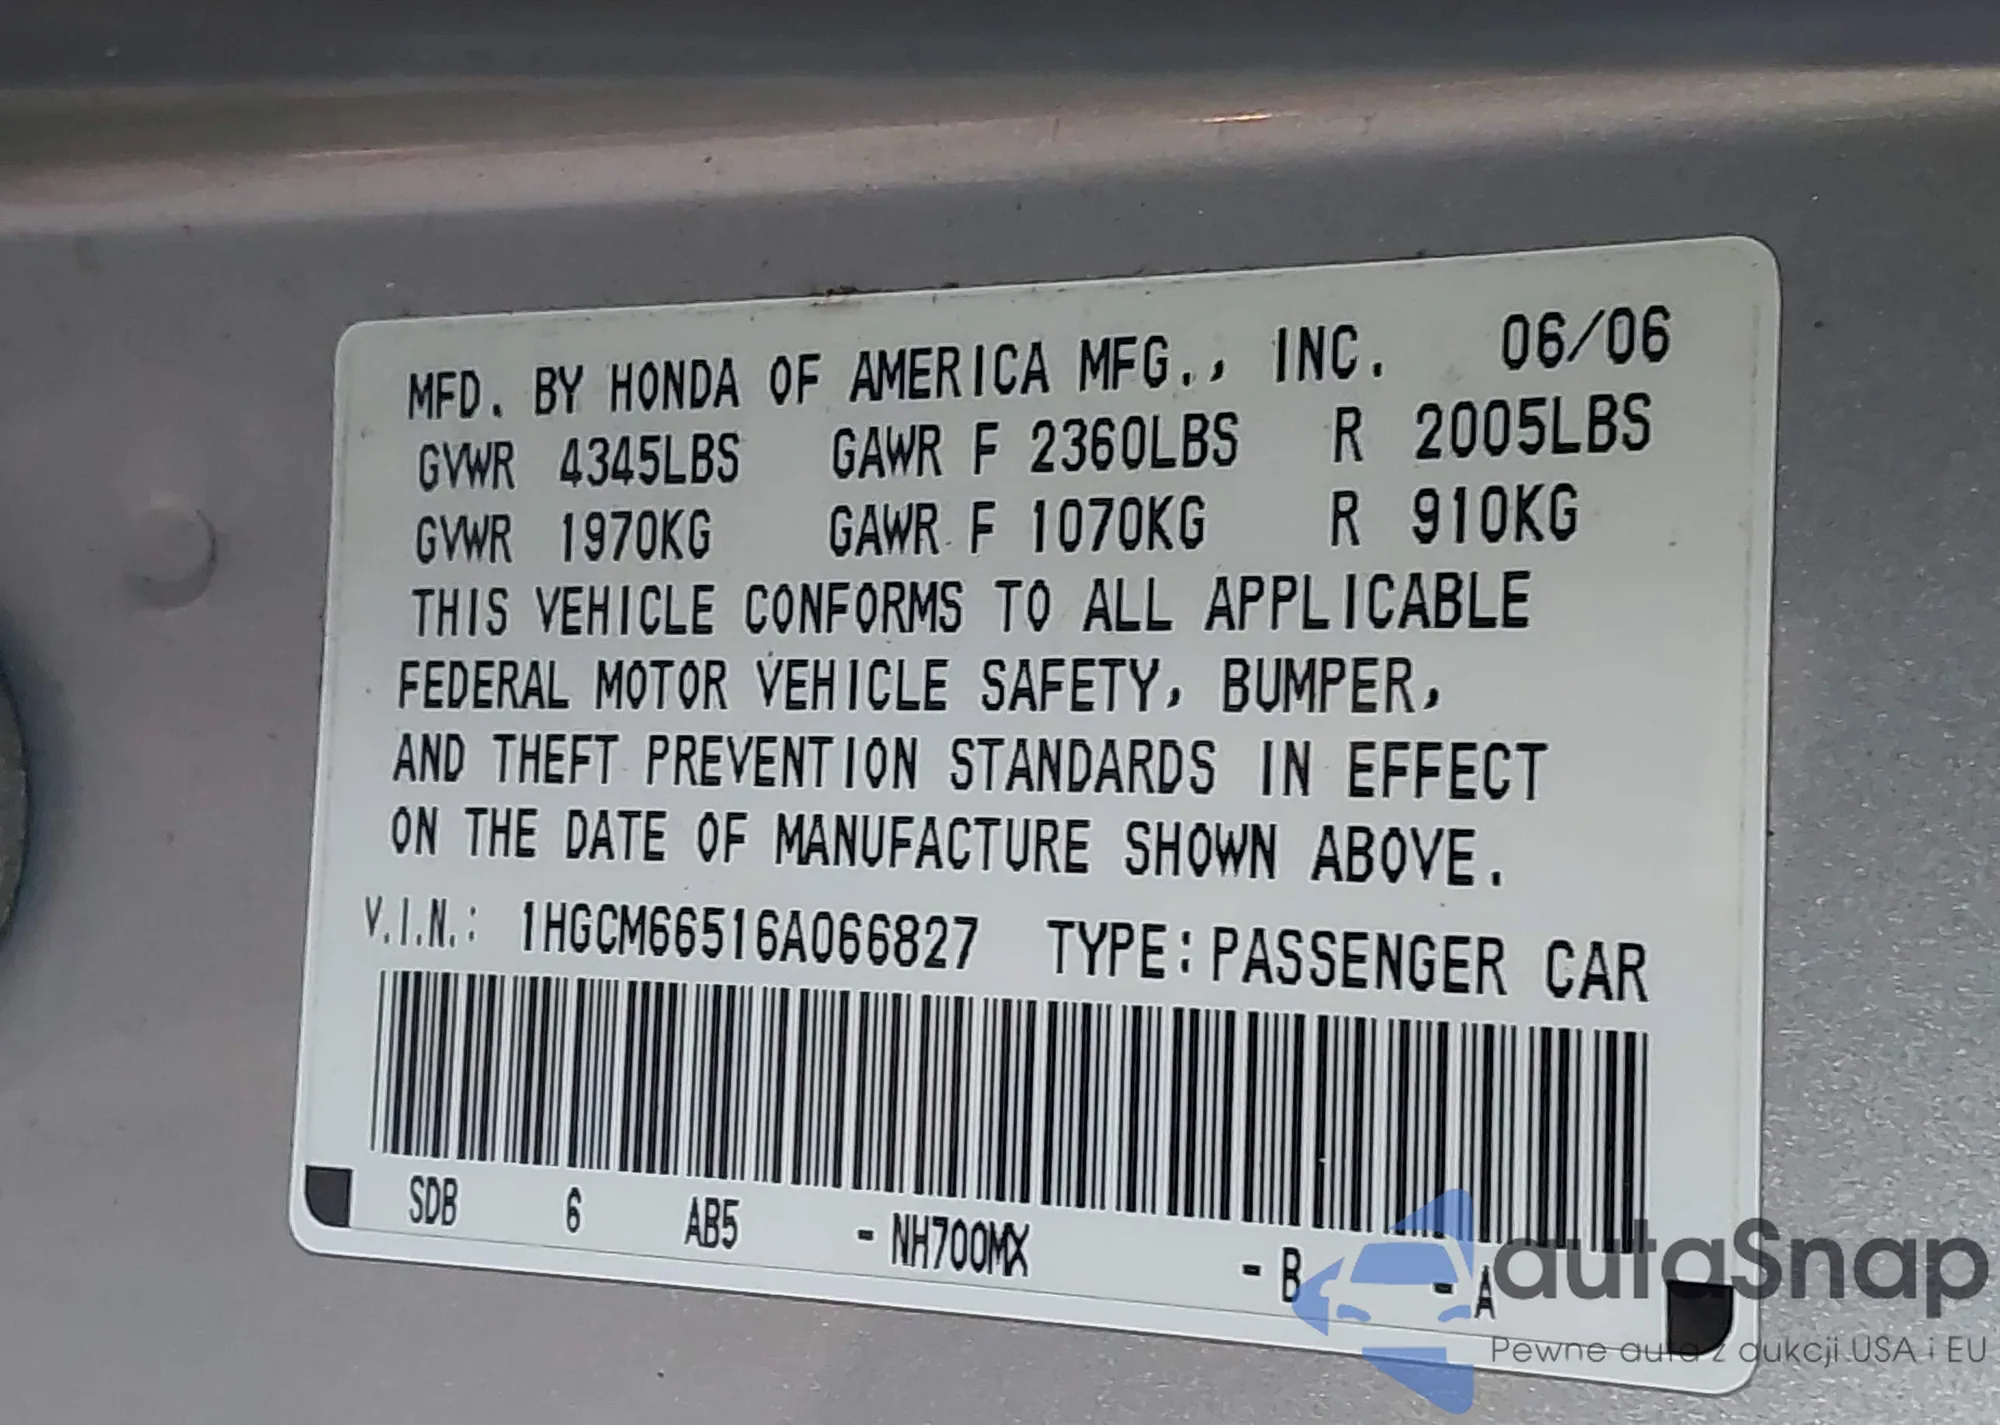 MFD. BY HONDA OF AMERICA MFG., INC. 06/06
GVWR 4345LBS GAWR F 2360LBS R 2005LBS
GVWR 1970KG GAWR F 1070KG R 910KG
THIS VEHICLE CONFORMS TO ALL APPLICABLE
FEDERAL MOTOR VEHICLE SAFETY, BUMPER,
AND THEFT PREVENTION STANDARDS IN EFFECT
ON THE DATE OF MANUFACTURE SHOWN ABOVE.
V.I.N.: 1HGCM66516A066827 TYPE: PASSENGER CAR
SDB 6 AB5 - NH700MX - B - A
autaSnap
Pewne auta z aukcji USA i EU